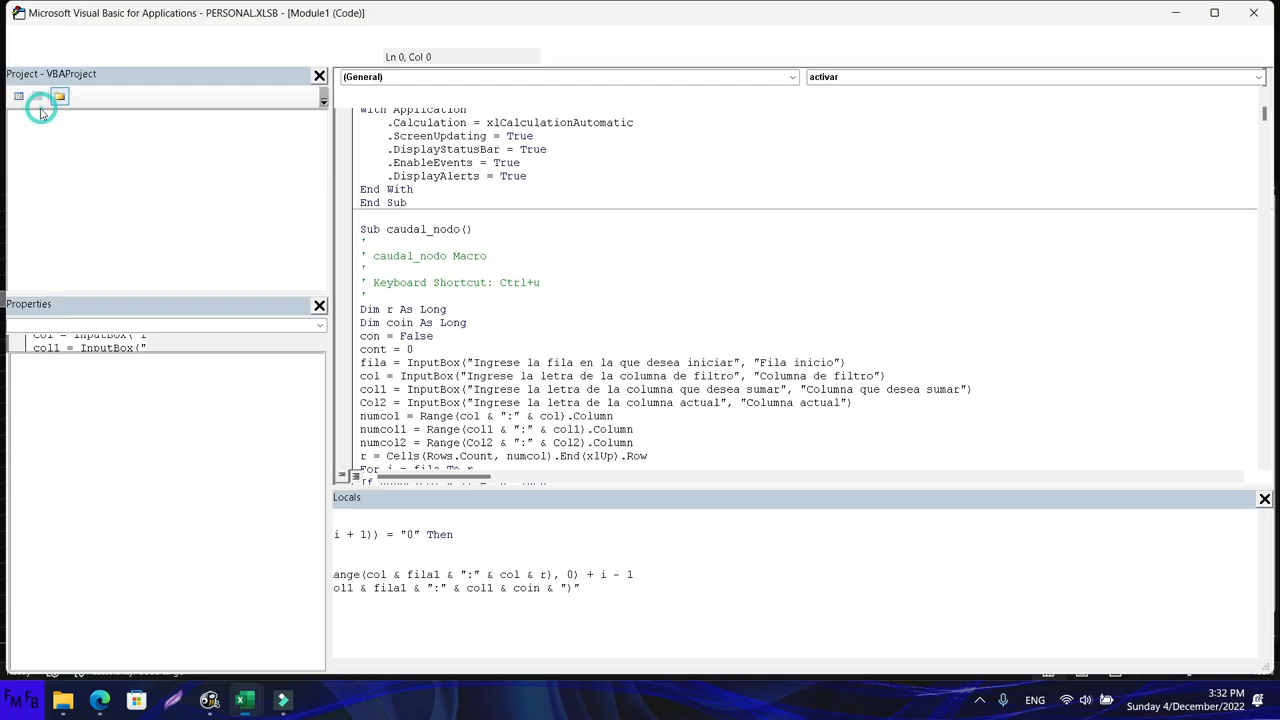 Microsoft Visual Basic for Applications - PERSONAL.XLSB - [Module1 (Code)]
Ln 0, Col 0
Project - VBAProject
(General)
activar
With Application
.Calculation = xlCalculationAutomatic
.ScreenUpdating = True
.DisplayStatusBar = True
.EnableEvents = True
.DisplayAlerts = True
End With
End Sub
Sub caudal_nodo()
'
' caudal_nodo Macro
'
' Keyboard Shortcut: Ctrl+u
'
Dim r As Long
Dim coin As Long
con = False
cont = 0
fila = InputBox("Ingrese la fila en la que desea iniciar", "Fila inicio")
col = InputBox("Ingrese la letra de la columna de filtro", "Columna de filtro")
col1 = InputBox("Ingrese la letra de la columna que desea sumar", "Columna que desea sumar")
Col2 = InputBox("Ingrese la letra de la columna actual", "Columna actual")
numcol = Range(col & ":" & col).Column
numcol1 = Range(col1 & ":" & col1).Column
numcol2 = Range(Col2 & ":" & Col2).Column
r = Cells(Rows.Count, numcol).End(xlUp).Row
For i = fila To r
Properties
col = InputBox("I
col1 = InputBox("
Locals
i + 1)) = "0" Then
ange(col & fila1 & ":" & col & r), 0) + i - 1
ol1 & fila1 & ":" & col1 & coin & ")"
FM FB
ENG
3:32 PM
Sunday 4/December/2022